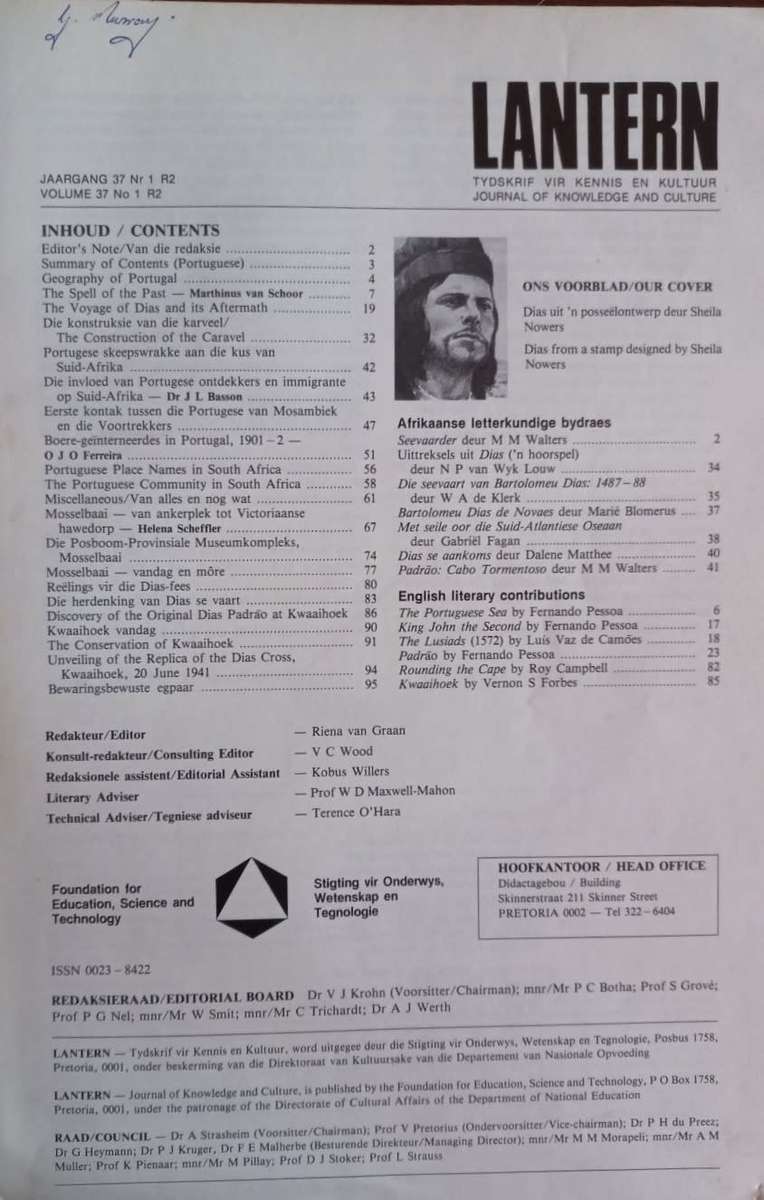 LANTERN
JAARGANG 37 Nr 1 R2
VOLUME 37 No 1 R2
TYDSKRIF VIR KENNIS EN KULTUUR
JOURNAL OF KNOWLEDGE AND CULTURE
INHOUD / CONTENTS
Editor's Note/Van die redaksie ................................ 2
Summary of Contents (Portuguese) .......................... 3
Geography of Portugal ........................................... 4
The Spell of the Past — Marthinus van Schoor ........... 7
The Voyage of Dias and its Aftermath ...................... 19
Die konstruksie van die karveel/
The Construction of the Caravel ........................... 32
Portugese skeepswrakke aan die kus van
Suid-Afrika ...................................................... 42
Die invloed van Portugese ontdekkers en immigrante
op Suid-Afrika — Dr J L Basson ........................... 43
Eerste kontak tussen die Portugese van Mosambiek
en die Voortrekkers ............................................ 47
Boere-geïnterneerdes in Portugal, 1901 – 2 —
O J O Ferreira ..................................................... 51
Portuguese Place Names in South Africa .................. 56
The Portuguese Community in South Africa ............. 58
Miscellaneous/Van alles en nog wat ......................... 61
Mosselbaai — van ankerplek tot Victoriaanse
hawedorp — Helena Scheffler ................................ 67
Die Posboom-Provinsiale Museumkompleks,
Mosselbaai ....................................................... 74
Mosselbaai — vandag en môre ................................ 77
Reëlings vir die Dias-fees ....................................... 80
Die herdenking van Dias se vaart ............................ 83
Discovery of the Original Dias Padrão at Kwaaihoek 86
Kwaaihoek vandag ................................................ 90
The Conservation of Kwaaihoek .............................. 91
Unveiling of the Replica of the Dias Cross,
Kwaaihoek, 20 June 1941 ................................... 94
Bewaringsbewuste egpaar ....................................... 95
ONS VOORBLAD/OUR COVER
Dias uit 'n posseëlontwerp deur Sheila
Nowers
Dias from a stamp designed by Sheila
Nowers
Afrikaanse letterkundige bydraes
Seevaarder deur M M Walters ................................ 2
Uittreksels uit Dias ('n hoorspel)
deur N P van Wyk Louw ................................... 34
Die seevaart van Bartolomeu Dias: 1487 – 88
deur W A de Klerk ............................................ 35
Bartolomeu Dias de Novaes deur Marié Blomerus .... 37
Met seile oor die Suid-Atlantiese Oseaan
deur Gabriël Fagan ............................................ 38
Dias se aankoms deur Dalene Matthee .................... 40
Padrão: Cabo Tormentoso deur M M Walters ......... 41
English literary contributions
The Portuguese Sea by Fernando Pessoa .................. 6
King John the Second by Fernando Pessoa .............. 17
The Lusiads (1572) by Luís Vaz de Camões ............. 18
Padrão by Fernando Pessoa .................................... 23
Rounding the Cape by Roy Campbell ...................... 82
Kwaaihoek by Vernon S Forbes .............................. 85
Redakteur/Editor — Riena van Graan
Konsult-redakteur/Consulting Editor — V C Wood
Redaksionele assistent/Editorial Assistant — Kobus Willers
Literary Adviser — Prof W D Maxwell-Mahon
Technical Adviser/Tegniese adviseur — Terence O'Hara
Foundation for
Education, Science and
Technology
Stigting vir Onderwys,
Wetenskap en
Tegnologie
HOOFKANTOOR / HEAD OFFICE
Didactagebou / Building
Skinnerstraat 211 Skinner Street
PRETORIA 0002 — Tel 322 – 6404
ISSN 0023 – 8422
REDAKSIERAAD/EDITORIAL BOARD Dr V J Krohn (Voorsitter/Chairman); mnr/Mr P C Botha; Prof S Grové;
Prof P G Nel; mnr/Mr W Smit; mnr/Mr C Trichardt; Dr A J Werth
LANTERN — Tydskrif vir Kennis en Kultuur, word uitgegee deur die Stigting vir Onderwys, Wetenskap en Tegnologie, Posbus 1758,
Pretoria, 0001, onder beskerming van die Direktoraat van Kultuursake van die Departement van Nasionale Opvoeding
LANTERN — Journal of Knowledge and Culture, is published by the Foundation for Education, Science and Technology, P O Box 1758,
Pretoria, 0001, under the patronage of the Directorate of Cultural Affairs of the Department of National Education
RAAD/COUNCIL — Dr A Strasheim (Voorsitter/Chairman); Prof V Pretorius (Ondervoorsitter/Vice-chairman); Dr P H du Preez;
Dr G Heymann; Dr P J Kruger, Dr F E Malherbe (Besturende Direkteur/Managing Director); mnr/Mr M M Morapeli; mnr/Mr A M
Muller; Prof K Pienaar; mnr/Mr M Pillay; Prof D J Stoker; Prof L Strauss